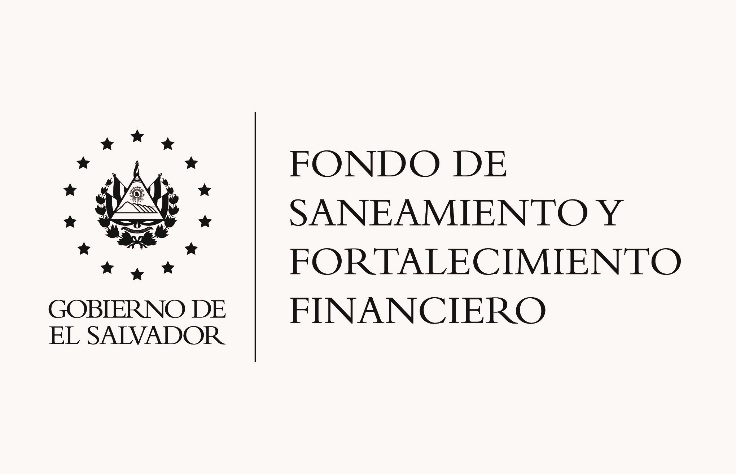 GOBIERNO DE
EL SALVADOR
FONDO DE
SANEAMIENTO Y
FORTALECIMIENTO
FINANCIERO